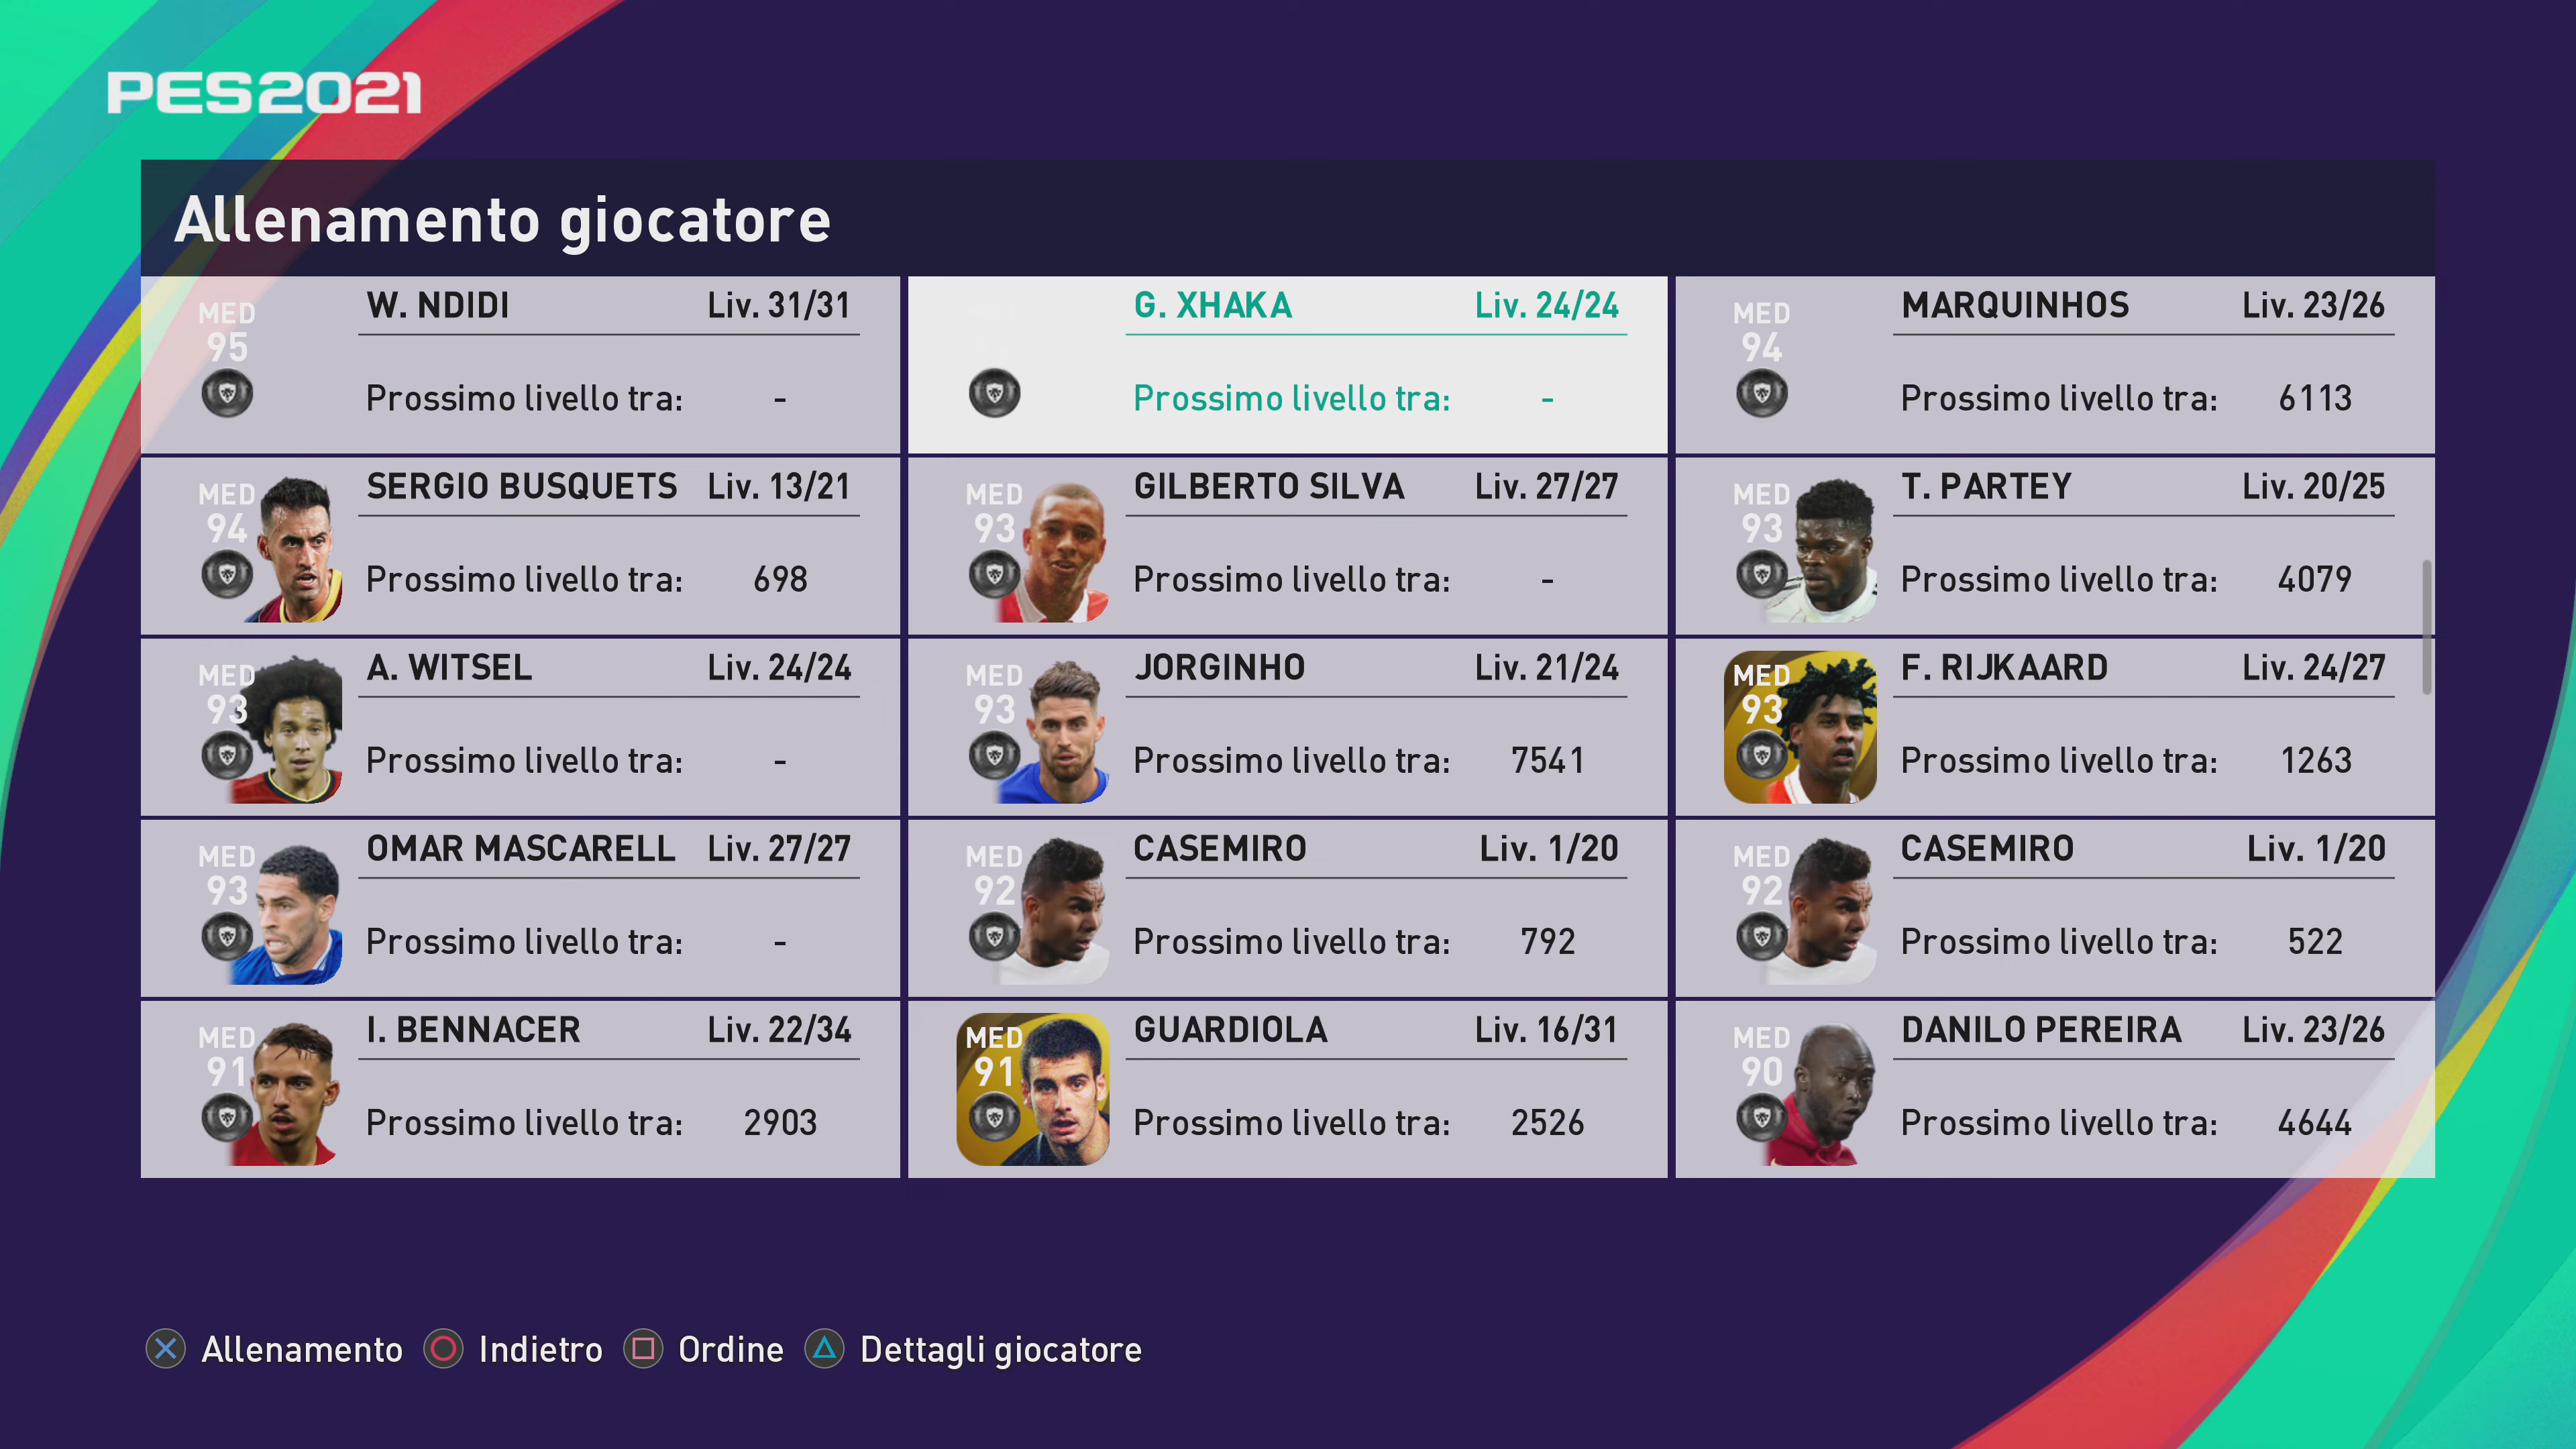 PES2021
Allenamento giocatore
MED
95
W. NDIDI Liv. 31/31
Prossimo livello tra: -
G. XHAKA Liv. 24/24
Prossimo livello tra: -
MED
94
MARQUINHOS Liv. 23/26
Prossimo livello tra: 6113
MED
94
SERGIO BUSQUETS Liv. 13/21
Prossimo livello tra: 698
MED
93
GILBERTO SILVA Liv. 27/27
Prossimo livello tra: -
MED
93
T. PARTEY Liv. 20/25
Prossimo livello tra: 4079
MED
93
A. WITSEL Liv. 24/24
Prossimo livello tra: -
MED
93
JORGINHO Liv. 21/24
Prossimo livello tra: 7541
MED
93
F. RIJKAARD Liv. 24/27
Prossimo livello tra: 1263
MED
93
OMAR MASCARELL Liv. 27/27
Prossimo livello tra: -
MED
92
CASEMIRO Liv. 1/20
Prossimo livello tra: 792
MED
92
CASEMIRO Liv. 1/20
Prossimo livello tra: 522
MED
91
I. BENNACER Liv. 22/34
Prossimo livello tra: 2903
MED
91
GUARDIOLA Liv. 16/31
Prossimo livello tra: 2526
MED
90
DANILO PEREIRA Liv. 23/26
Prossimo livello tra: 4644
Allenamento Indietro Ordine Dettagli giocatore